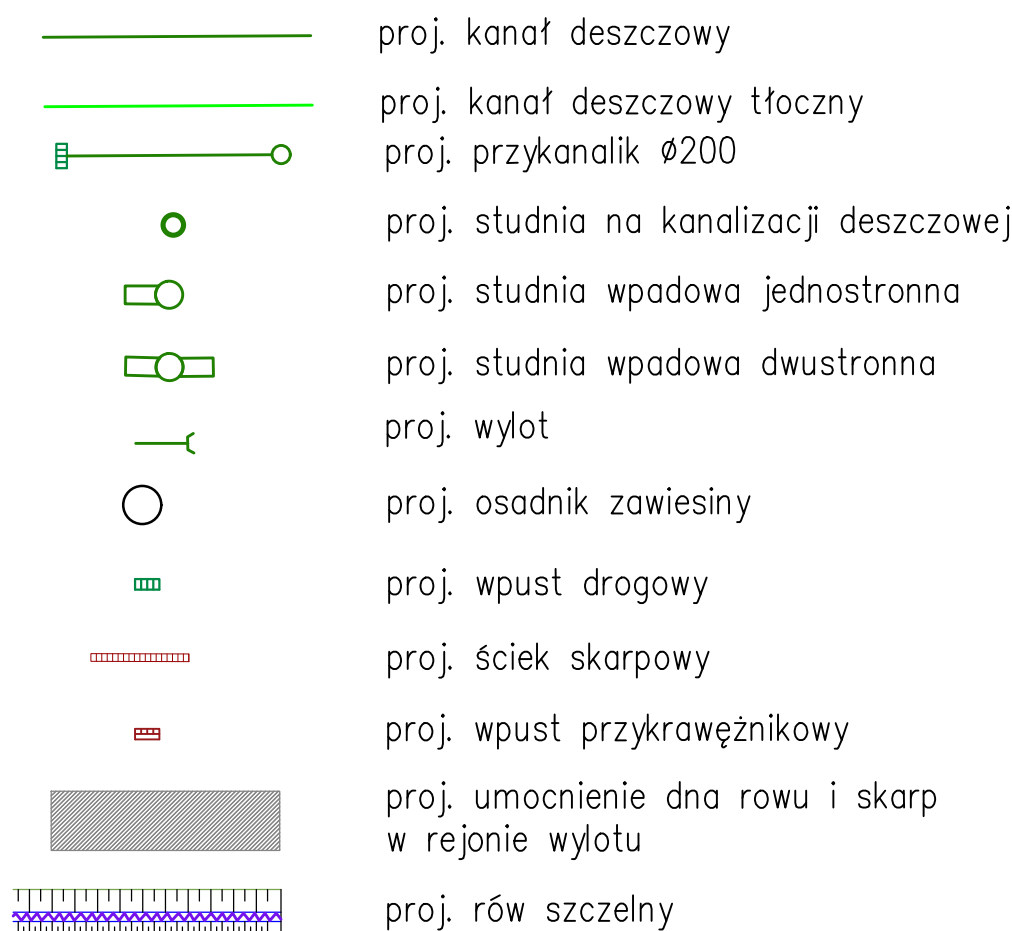 proj. kanał deszczowy
proj. kanał deszczowy tłoczny
proj. przykanalik Ø200
proj. studnia na kanalizacji deszczowej
proj. studnia wpadowa jednostronna
proj. studnia wpadowa dwustronna
proj. wylot
proj. osadnik zawiesiny
proj. wpust drogowy
proj. ściek skarpowy
proj. wpust przykrawężnikowy
proj. umocnienie dna rowu i skarp
w rejonie wylotu
proj. rów szczelny